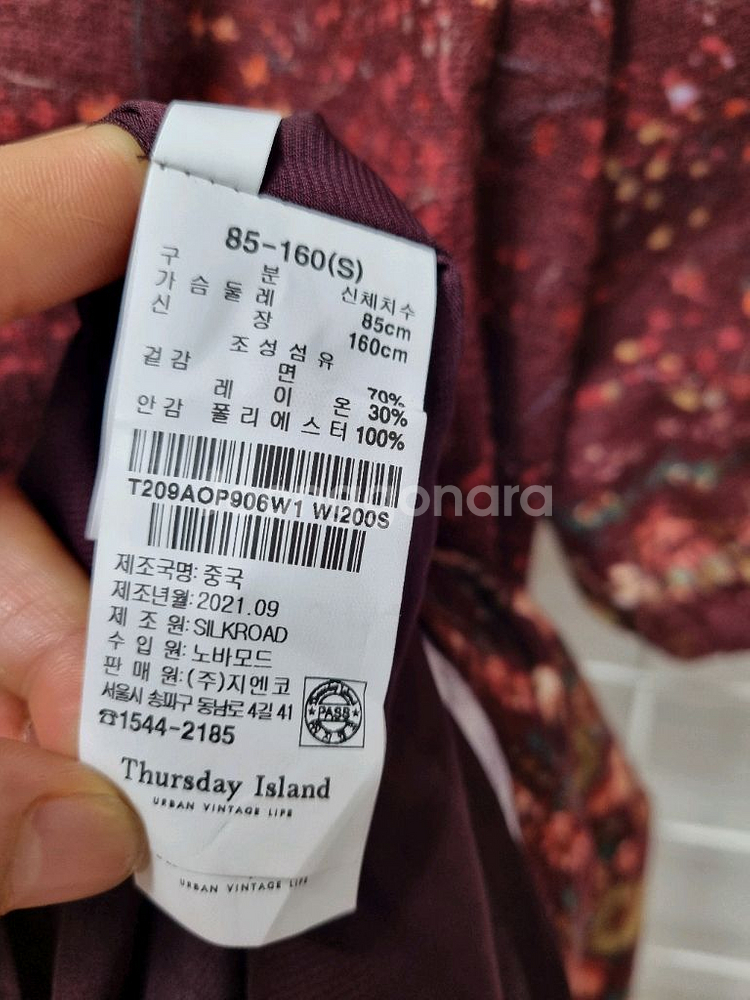 85-160(S)
구 분 신체치수
가 슴 둘 레 85cm
신 장 160cm
조 성 섬 유
겉 감 면 70%
레 이 온 30%
안 감 폴 리 에 스 터 100%
T209AOP906W1 WI200S
제조국명: 중국
제조년월: 2021.09
제 조 원: SILKROAD
수 입 원: 노바모드
판 매 원: (주)지엔코
서울시 송파구 동남로 4길 41
☎1544-2185
PASS
Thursday Island
URBAN VINTAGE LIFE
URBAN VINTAGE LIFE
onara